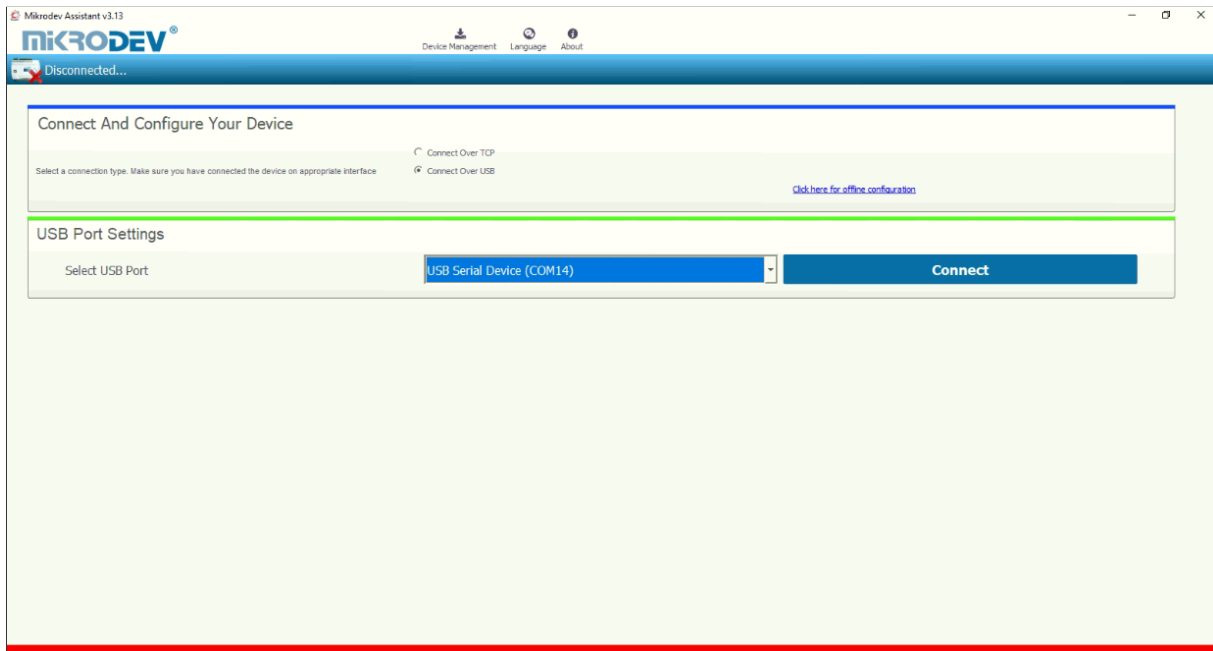 Mikrodev Assistant v3.13
MiKRODEV®
Device Management Language About
Disconnected...
Connect And Configure Your Device
Connect Over TCP
Select a connection type. Make sure you have connected the device on appropriate interface
Connect Over USB
Click here for offline configuration
USB Port Settings
Select USB Port
USB Serial Device (COM14)
Connect